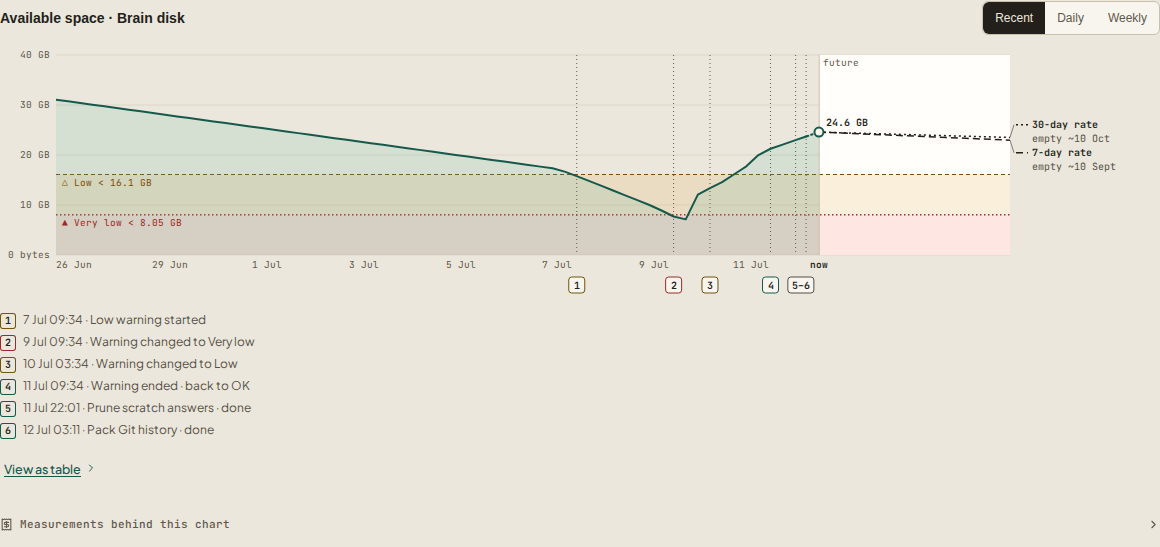 Available space · Brain disk
Recent Daily Weekly
40 GB
future
30 GB
24.6 GB
30-day rate
empty ~10 Oct
20 GB
7-day rate
empty ~10 Sept
△ Low < 16.1 GB
10 GB
▲ Very low < 8.05 GB
0 bytes
26 Jun 29 Jun 1 Jul 3 Jul 5 Jul 7 Jul 9 Jul 11 Jul now
1 2 3 4 5–6
1 7 Jul 09:34 · Low warning started
2 9 Jul 09:34 · Warning changed to Very low
3 10 Jul 03:34 · Warning changed to Low
4 11 Jul 09:34 · Warning ended · back to OK
5 11 Jul 22:01 · Prune scratch answers · done
6 12 Jul 03:11 · Pack Git history · done
View as table
Measurements behind this chart